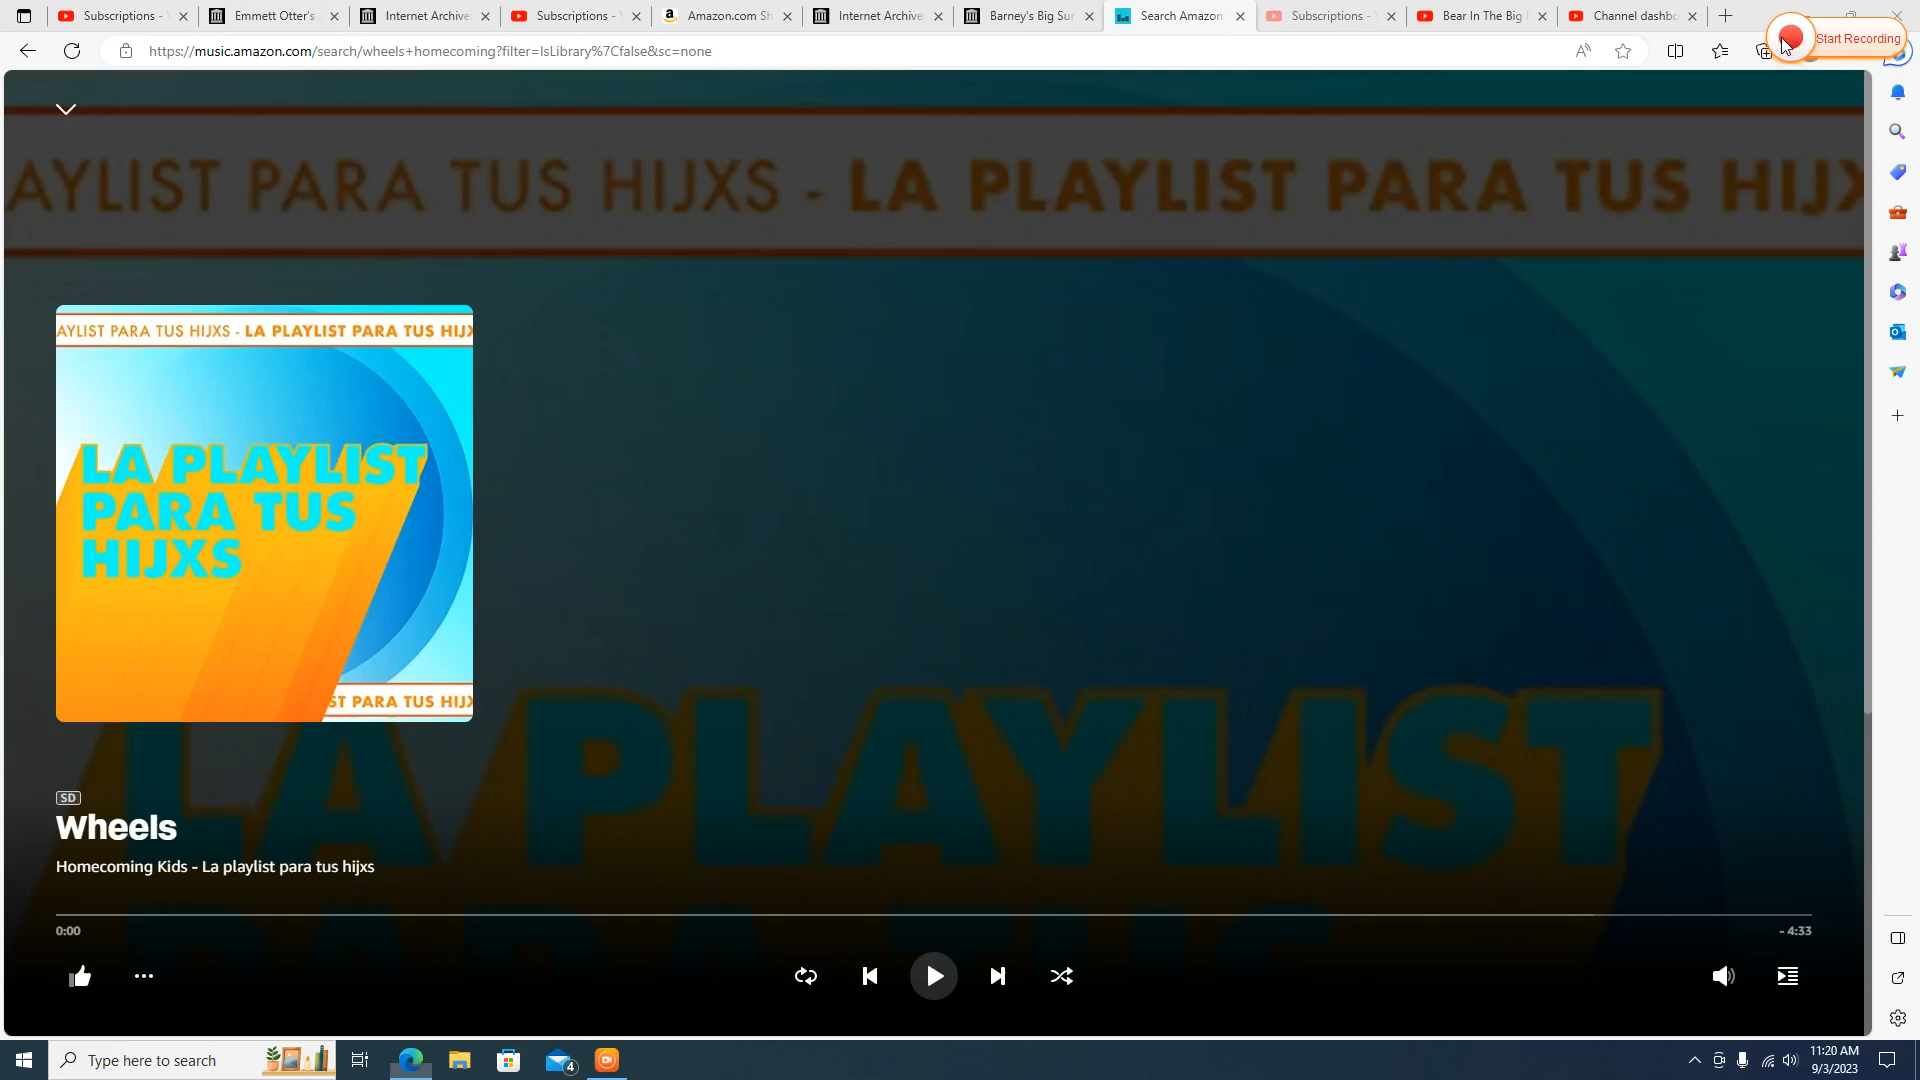 Subscriptions - Y
Emmett Otter's
Internet Archive
Subscriptions - Y
Amazon.com Sh
Internet Archive
Barney's Big Sur
Search Amazon
Subscriptions - Y
Bear In The Big
Channel dashbo
https://music.amazon.com/search/wheels+homecoming?filter=IsLibrary%7Cfalse&sc=none
Start Recording
AYLIST PARA TUS HIJXS - LA PLAYLIST PARA TUS HIJX
AYLIST PARA TUS HIJXS - LA PLAYLIST PARA TUS HIJX
LA PLAYLIST
PARA TUS
HIJXS
ST PARA TUS HIJX
LA PLAYLIST
PARA TUS
SD
Wheels
Homecoming Kids - La playlist para tus hijxs
0:00
- 4:33
Type here to search
4
11:20 AM
9/3/2023